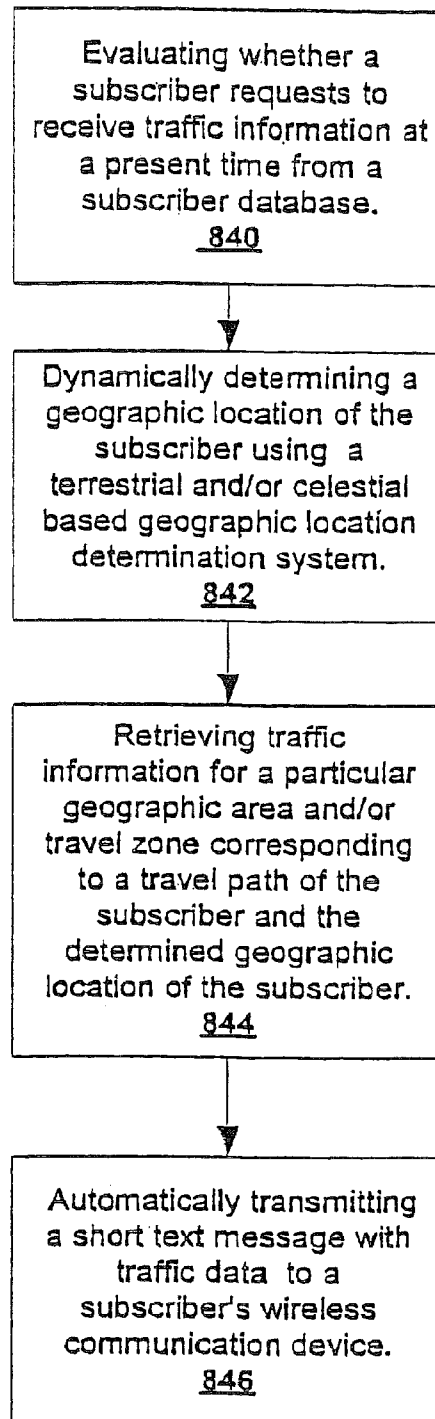 Evaluating whether a
subscriber requests to
receive traffic information at
a present time from a
subscriber database.
840
Dynamically determining a
geographic location of the
subscriber using a
terrestrial and/or celestial
based geographic location
determination system.
842
Retrieving traffic
information for a particular
geographic area and/or
travel zone corresponding
to a travel path of the
subscriber and the
determined geographic
location of the subscriber.
844
Automatically transmitting
a short text message with
traffic data to a
subscriber's wireless
communication device.
846